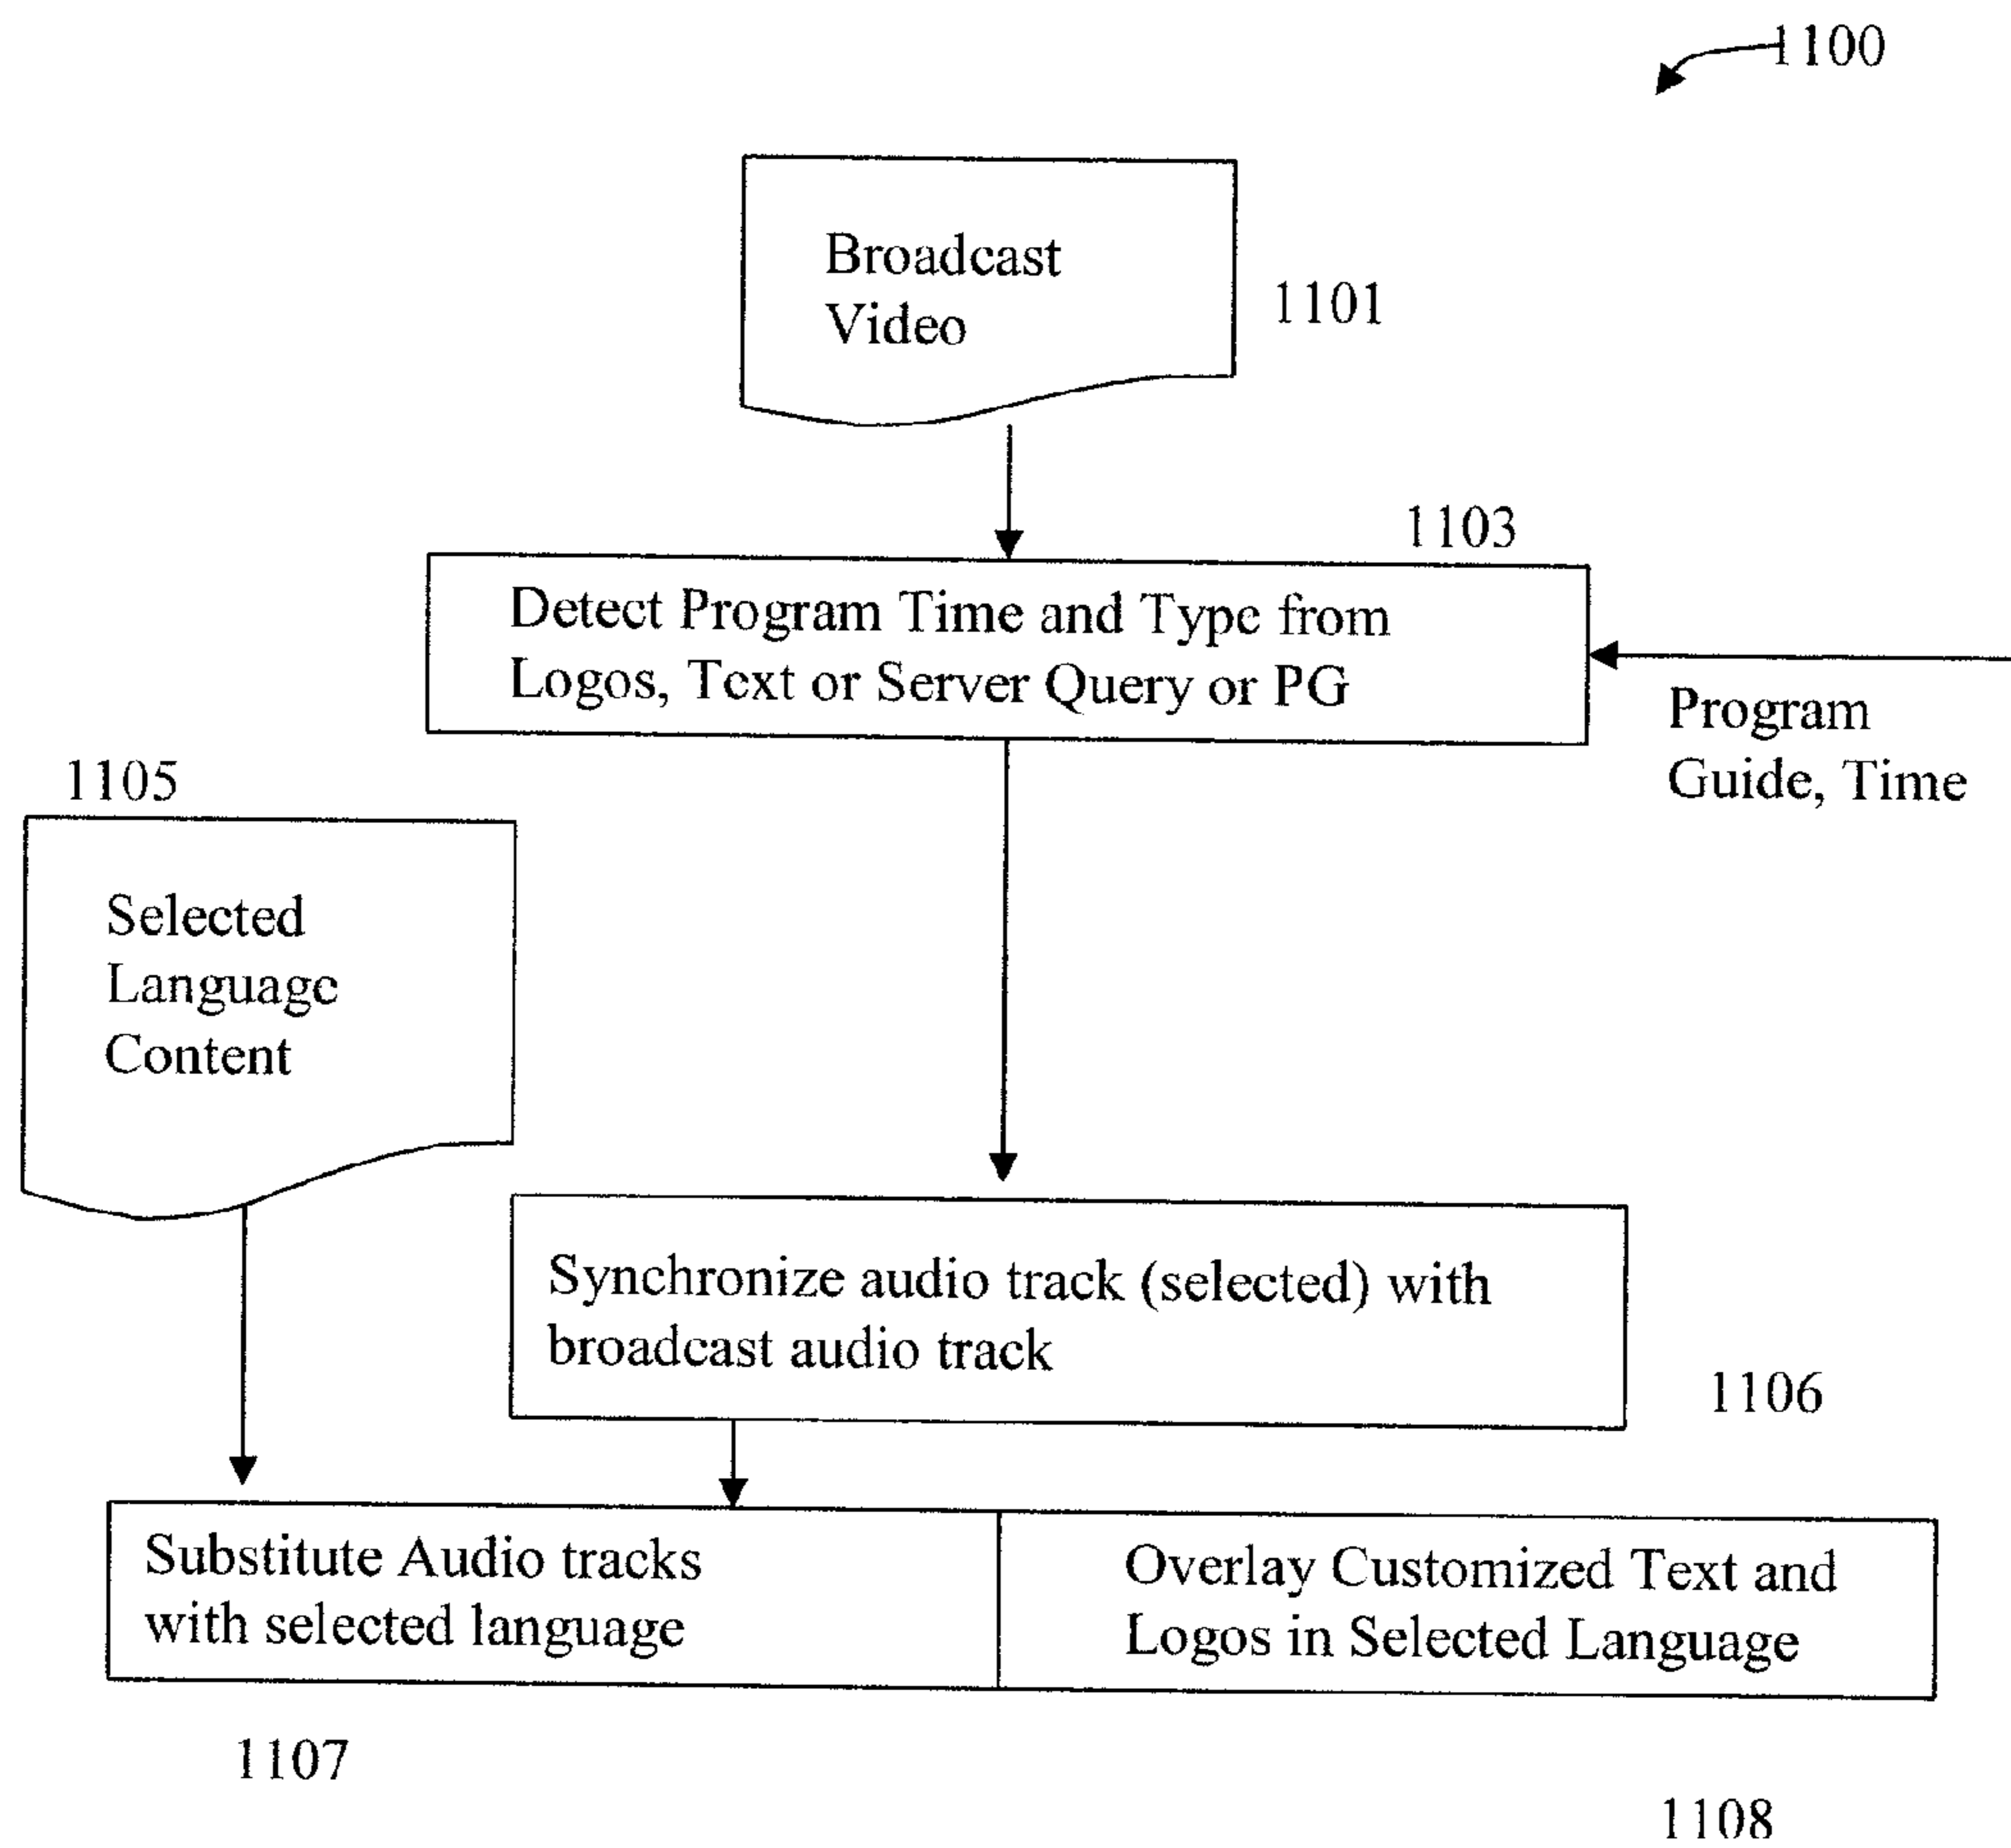 1100
Broadcast
Video
1101
1103
Detect Program Time and Type from
Logos, Text or Server Query or PG
Program
Guide, Time
1105
Selected
Language
Content
Synchronize audio track (selected) with
broadcast audio track
1106
Substitute Audio tracks
with selected language
Overlay Customized Text and
Logos in Selected Language
1107
1108